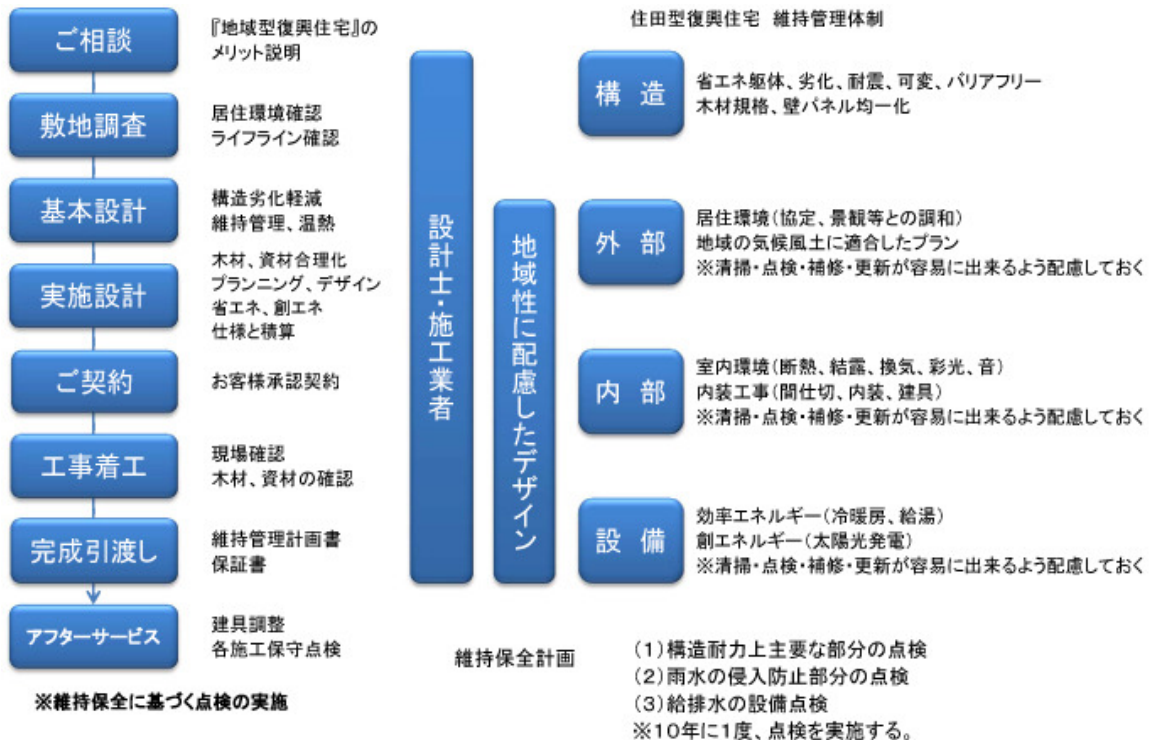 ご相談
『地域型復興住宅』の
メリット説明
敷地調査
居住環境確認
ライフライン確認
基本設計
構造劣化軽減
維持管理、温熱
実施設計
木材、資材合理化
プランニング、デザイン
省エネ、創エネ
仕様と積算
ご契約
お客様承認契約
工事着工
現場確認
木材、資材の確認
完成引渡し
維持管理計画書
保証書
アフターサービス
建具調整
各施工保守点検
※維持保全に基づく点検の実施
設計士・施工業者
地域性に配慮したデザイン
住田型復興住宅 維持管理体制
構造
省エネ躯体、劣化、耐震、可変、バリアフリー
木材規格、壁パネル均一化
外部
居住環境(協定、景観等との調和)
地域の気候風土に適合したプラン
※清掃・点検・補修・更新が容易に出来るよう配慮しておく
内部
室内環境(断熱、結露、換気、彩光、音)
内装工事(間仕切、内装、建具)
※清掃・点検・補修・更新が容易に出来るよう配慮しておく
設備
効率エネルギー(冷暖房、給湯)
創エネルギー(太陽光発電)
※清掃・点検・補修・更新が容易に出来るよう配慮しておく
維持保全計画
(1)構造耐力上主要な部分の点検
(2)雨水の侵入防止部分の点検
(3)給排水の設備点検
※10年に1度、点検を実施する。